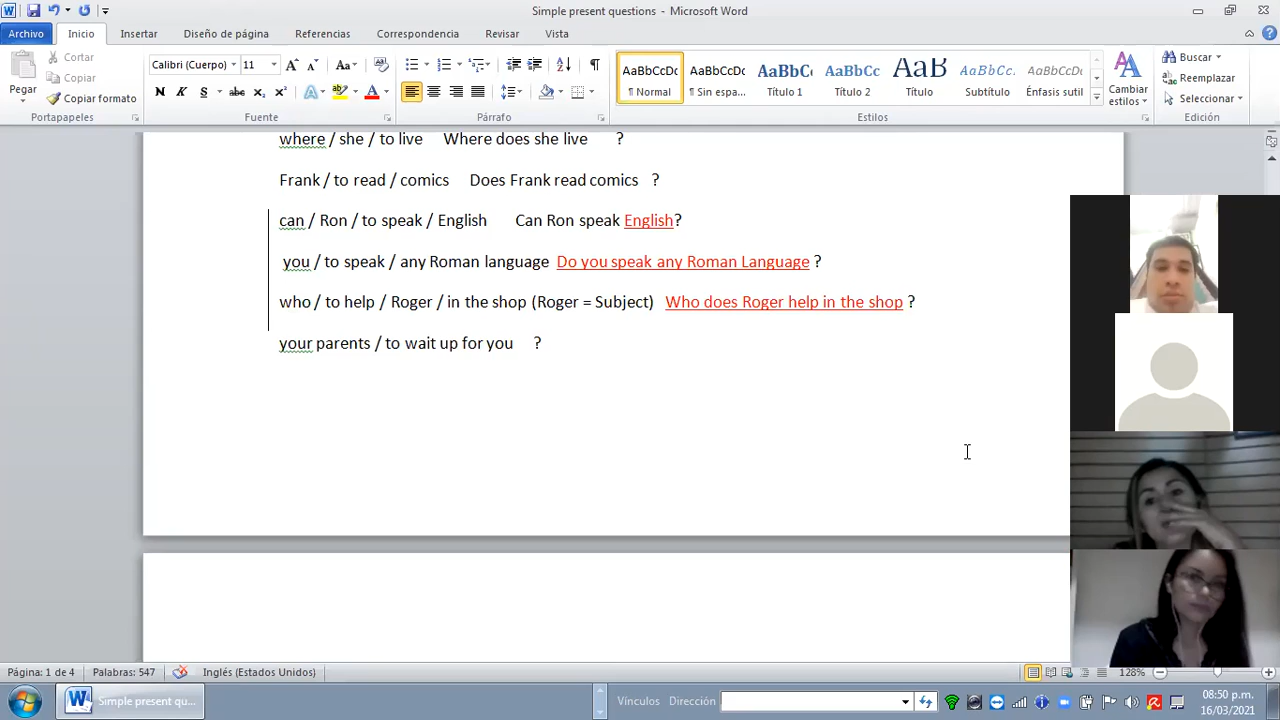 Simple present questions - Microsoft Word
Archivo Inicio Insertar Diseño de página Referencias Correspondencia Revisar Vista
Pegar
Cortar
Copiar
Copiar formato
Portapapeles
Calibri (Cuerpo) 11
Fuente
Párrafo
AaBbCcDc AaBbCcDc AaBbC AaBbCc AaB AaBbCc AaBbCcDc
¶ Normal ¶ Sin espa... Título 1 Título 2 Título Subtítulo Énfasis sutil
Cambiar estilos
Estilos
Buscar
Reemplazar
Seleccionar
Edición
where / she / to live Where does she live ?
Frank / to read / comics Does Frank read comics ?
can / Ron / to speak / English Can Ron speak English?
you / to speak / any Roman language Do you speak any Roman Language ?
who / to help / Roger / in the shop (Roger = Subject) Who does Roger help in the shop ?
your parents / to wait up for you ?
Página: 1 de 4 Palabras: 547 Inglés (Estados Unidos) 128%
Simple present qu... Vínculos Dirección 08:50 p.m.
16/03/2021